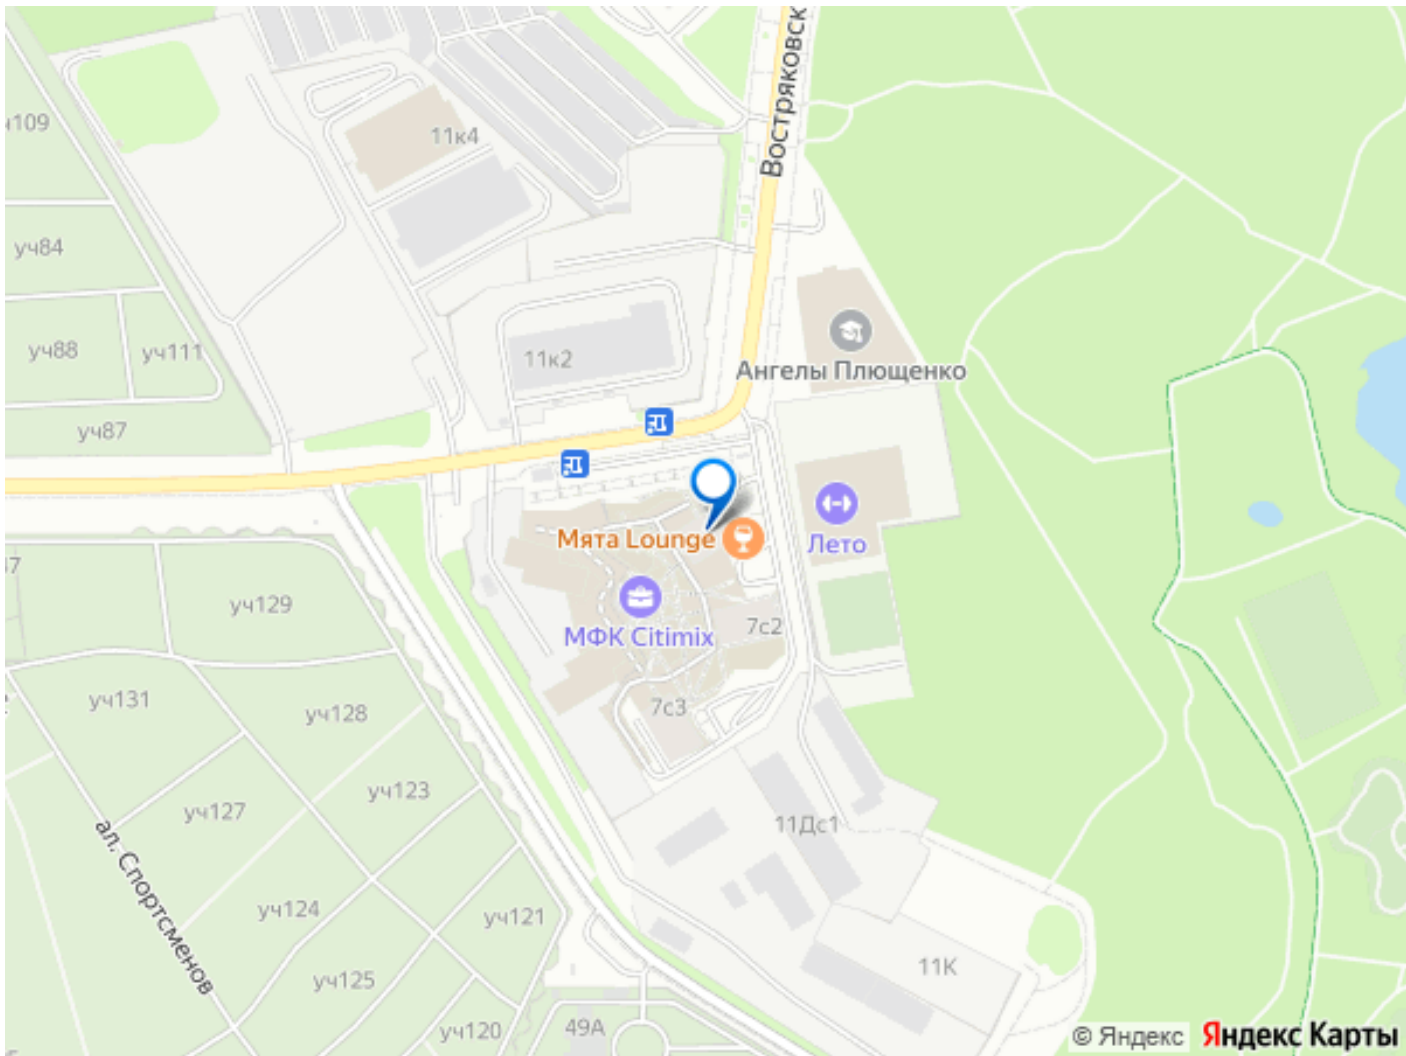 Востряковск
ч109
11к4
уч84
уч88
уч111
11к2
Ангелы Плющенко
уч87
Мята Lounge
Лето
уч129
МФК Citimix
7с2
уч131
уч128
7с3
уч123
уч127
11Дс1
ал. Спортсменов
уч124
уч121
11К
уч125
уч120
49А
© Яндекс
Яндекс Карты